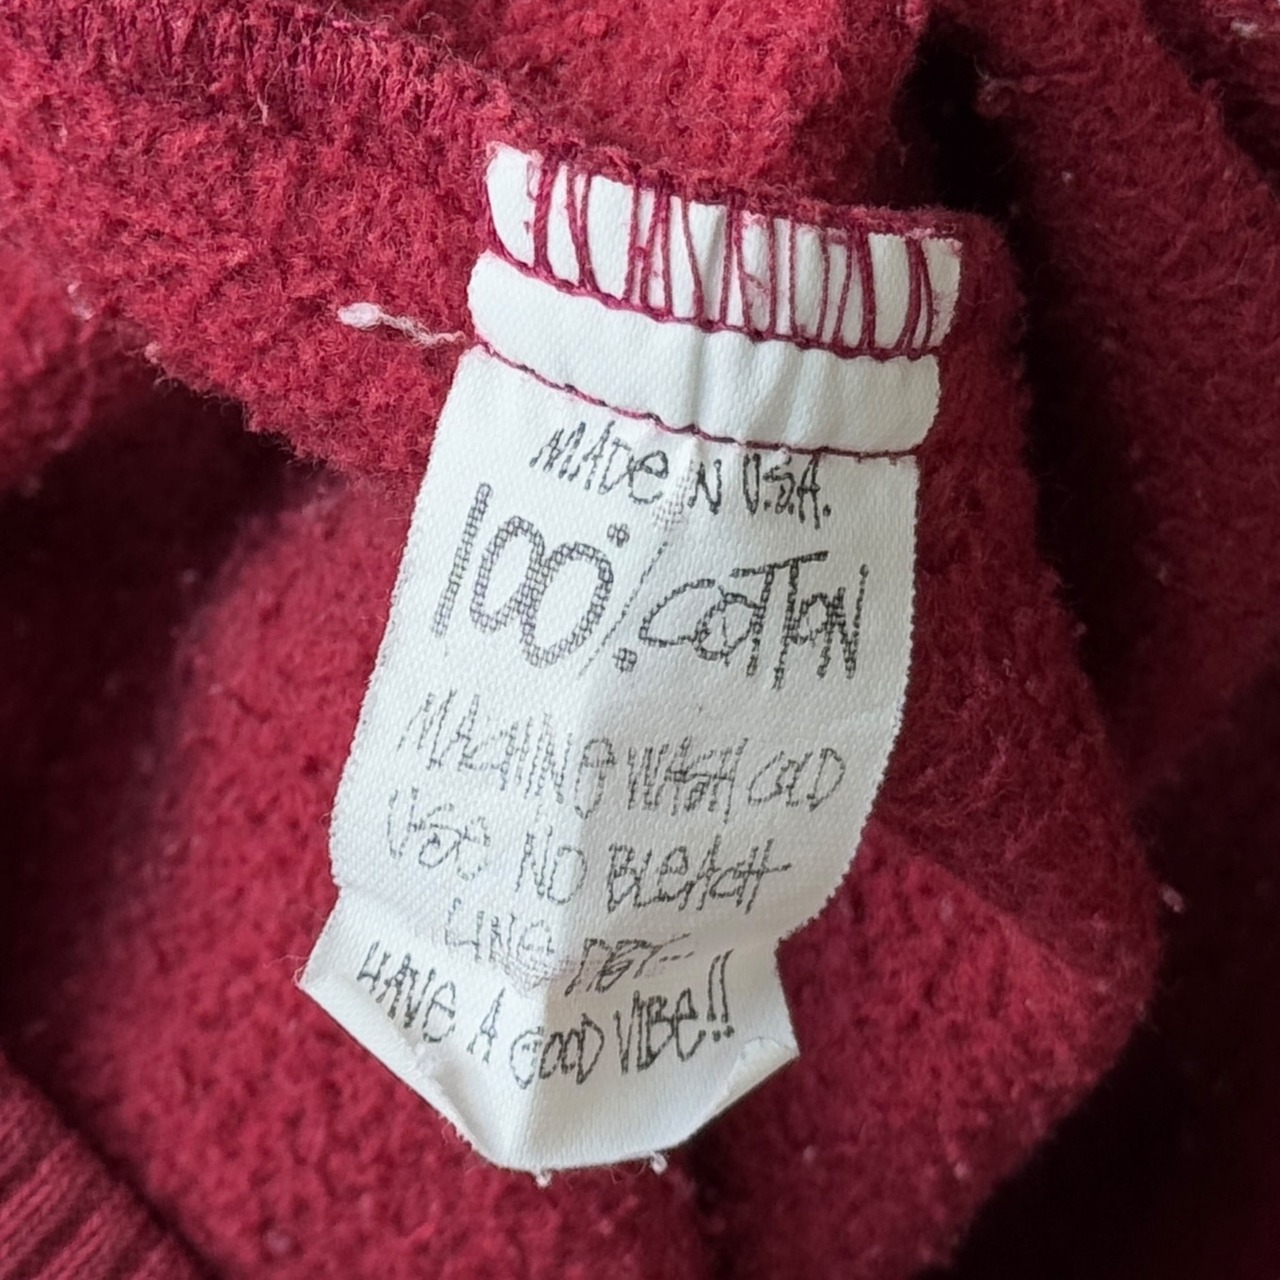 MADE IN U.S.A.
100% COTTON
MACHINE WASH COLD
USE NO BLEACH
LINE DRY
HAVE A GOOD VIBE!!